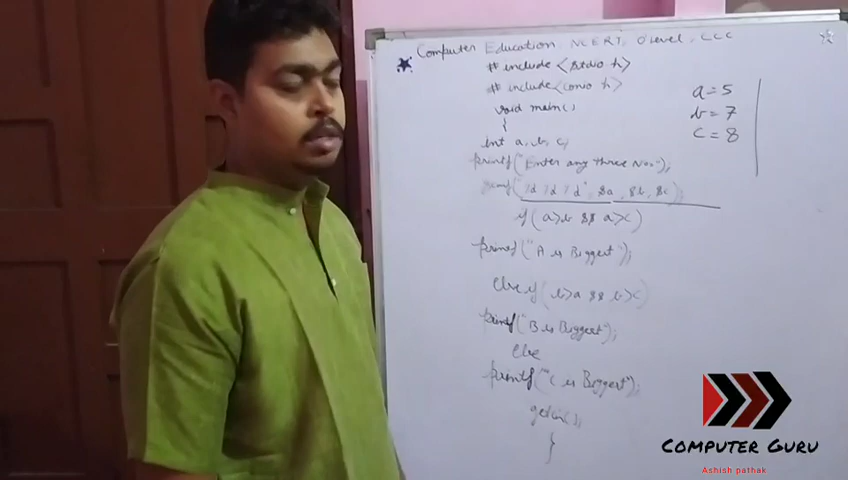 Computer Education NCERT, O level, CCC
# include <stdio h>
# include <conio h>
void main()
{
int a, b, c;
printf("Enter any three No.");
scanf("%d %d %d", &a, &b, &c);
if (a>b && a>c)
printf("A is Biggest");
else if (b>a && b>c)
printf("B is Biggest");
else
printf("C is Biggest");
getch();
}
a=5
b=7
c=8
COMPUTER GURU
Ashish pathak